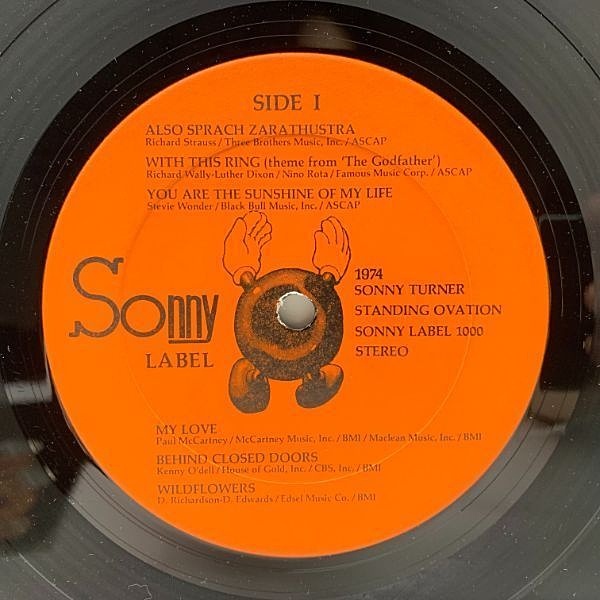 SIDE I
ALSO SPRACH ZARATHUSTRA
Richard Strauss / Three Brothers Music, Inc. / ASCAP
WITH THIS RING (theme from 'The Godfather')
Richard Wally-Luther Dixon / Nino Rota / Famous Music Corp. / ASCAP
YOU ARE THE SUNSHINE OF MY LIFE
Stevie Wonder / Black Bull Music, Inc. / ASCAP
Sonny
LABEL
1974
SONNY TURNER
STANDING OVATION
SONNY LABEL 1000
STEREO
MY LOVE
Paul McCartney / McCartney Music, Inc. / BMI / Maclean Music, Inc. / BMI
BEHIND CLOSED DOORS
Kenny O'dell / House of Gold, Inc. / CBS, Inc. / BMI
WILDFLOWERS
D. Richardson-D. Edwards / Edsel Music Co. / BMI